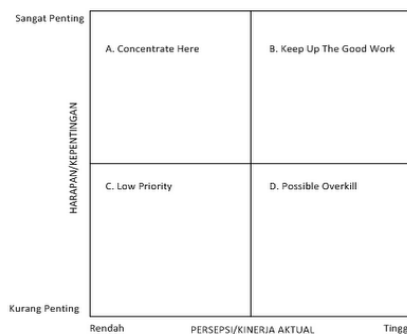 Sangat Penting
A. Concentrate Here
B. Keep Up The Good Work
HARAPAN/KEPENTINGAN
C. Low Priority
D. Possible Overkill
Kurang Penting
Rendah
PERSEPSI/KINERJA AKTUAL
Tingg